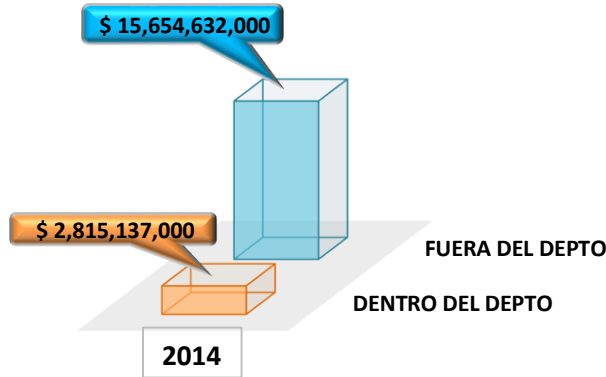 $ 15,654,632,000
$ 2,815,137,000
FUERA DEL DEPTO
DENTRO DEL DEPTO
2014